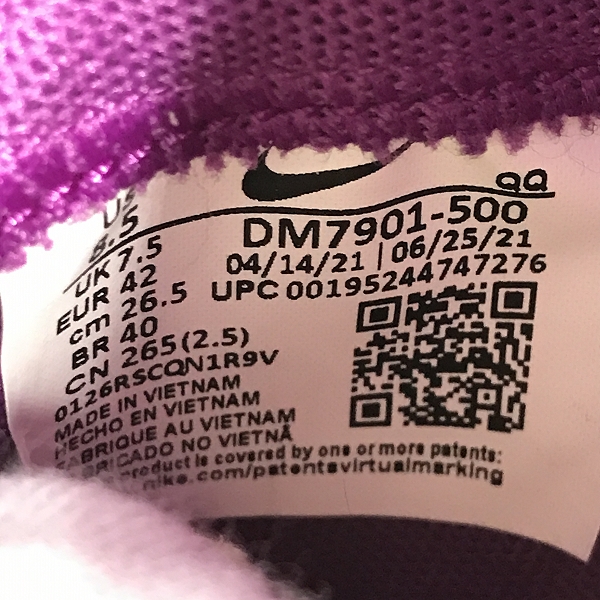 QQ
US 8.5
UK 7.5
EUR 42
cm 26.5
BR 40
CN 265(2.5)
DM7901-500
04/14/21 | 06/25/21
UPC 00195244747276
0126RSCQN1R9V
MADE IN VIETNAM
HECHO EN VIETNAM
FABRIQUE AU VIETNAM
FABRICADO NO VIETNÃ
product is covered by one or more patents:
nike.com/patentsvirtualmarking